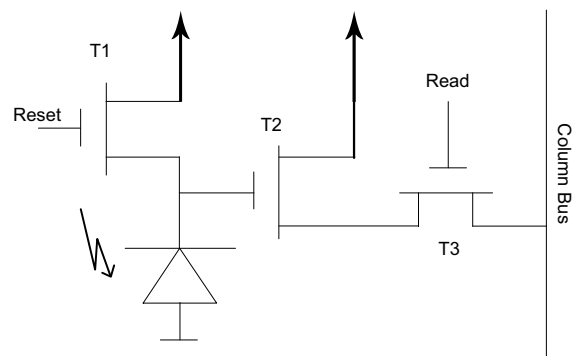 T1
Reset
T2
Read
T3
Column Bus